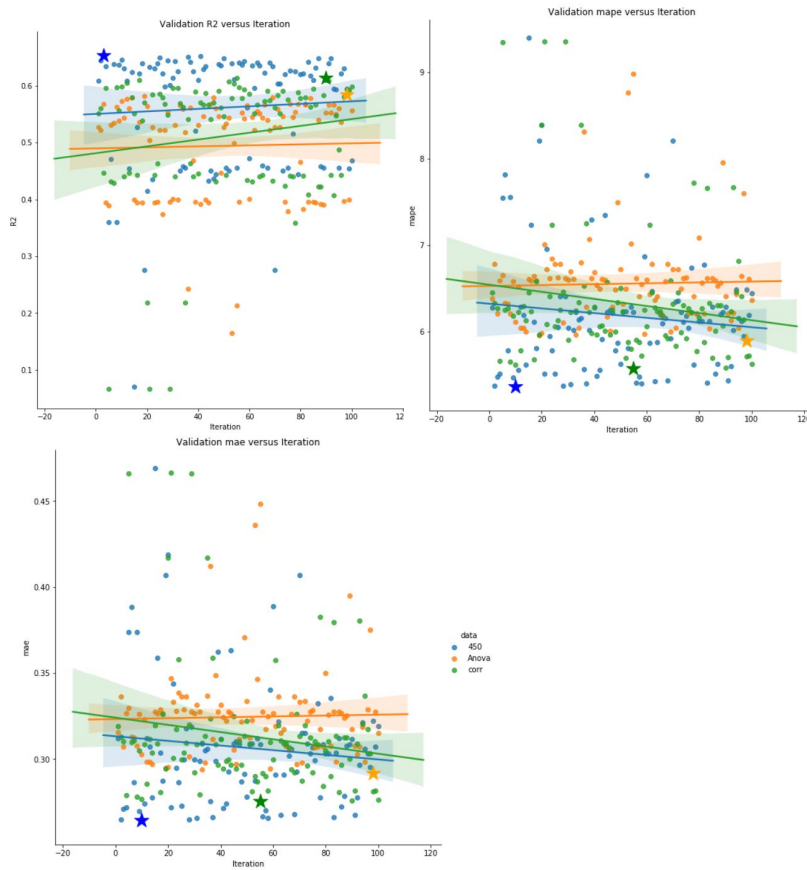 Validation R2 versus Iteration
R2
0.6
0.5
0.4
0.3
0.2
0.1
−20 0 20 40 60 80 100 12
Iteration
Validation mape versus Iteration
mape
9
8
7
6
−20 0 20 40 60 80 100 120
Iteration
Validation mae versus Iteration
mae
0.45
0.40
0.35
0.30
−20 0 20 40 60 80 100 120
Iteration
data
450
Anova
corr